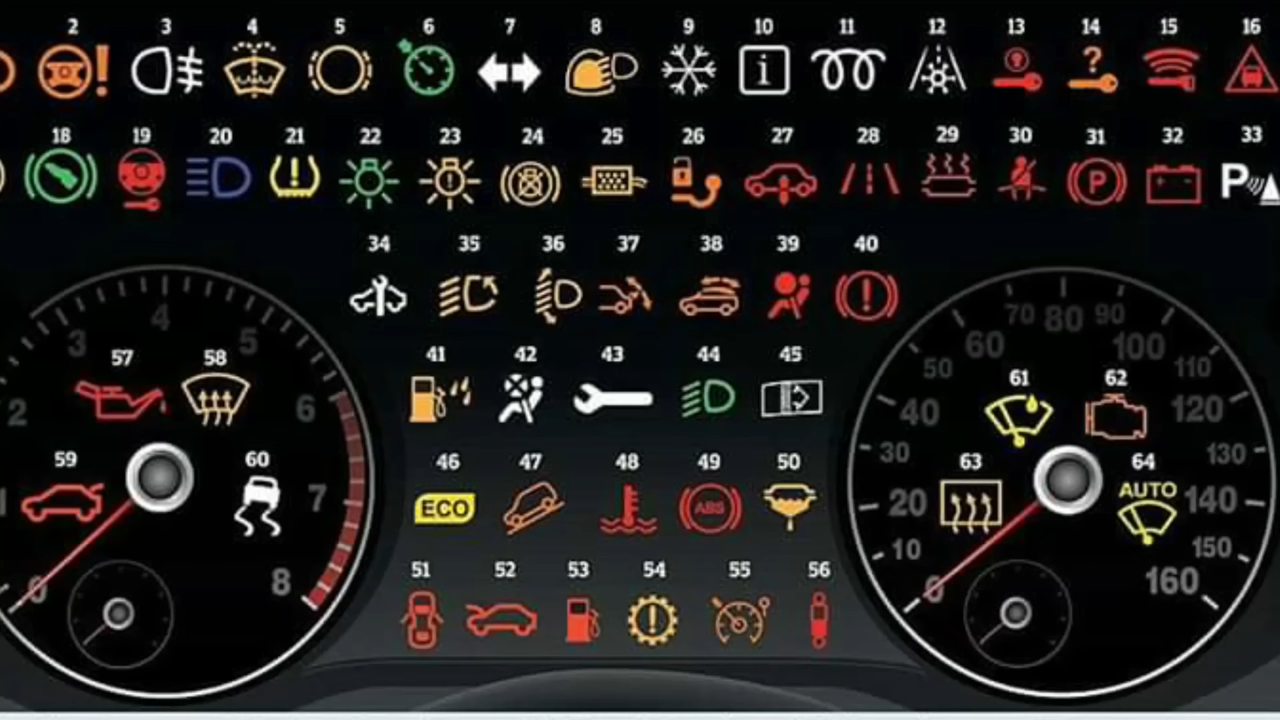 2 3 4 5 6 7 8 9 10 11 12 13 14 15 16
i ? ?
18 19 20 21 22 23 24 25 26 27 28 29 30 31 32 33
! ! P - + P
34 35 36 37 38 39 40
!
57 58
41 42 43 44 45
61 62
59 60
46 47 48 49 50
63 64
ECO ABS AUTO
51 52 53 54 55 56
!
0 1 2 3 4 5 6 7 8
0 10 20 30 40 50 60 70 80 90 100 110 120 130 140 150 160